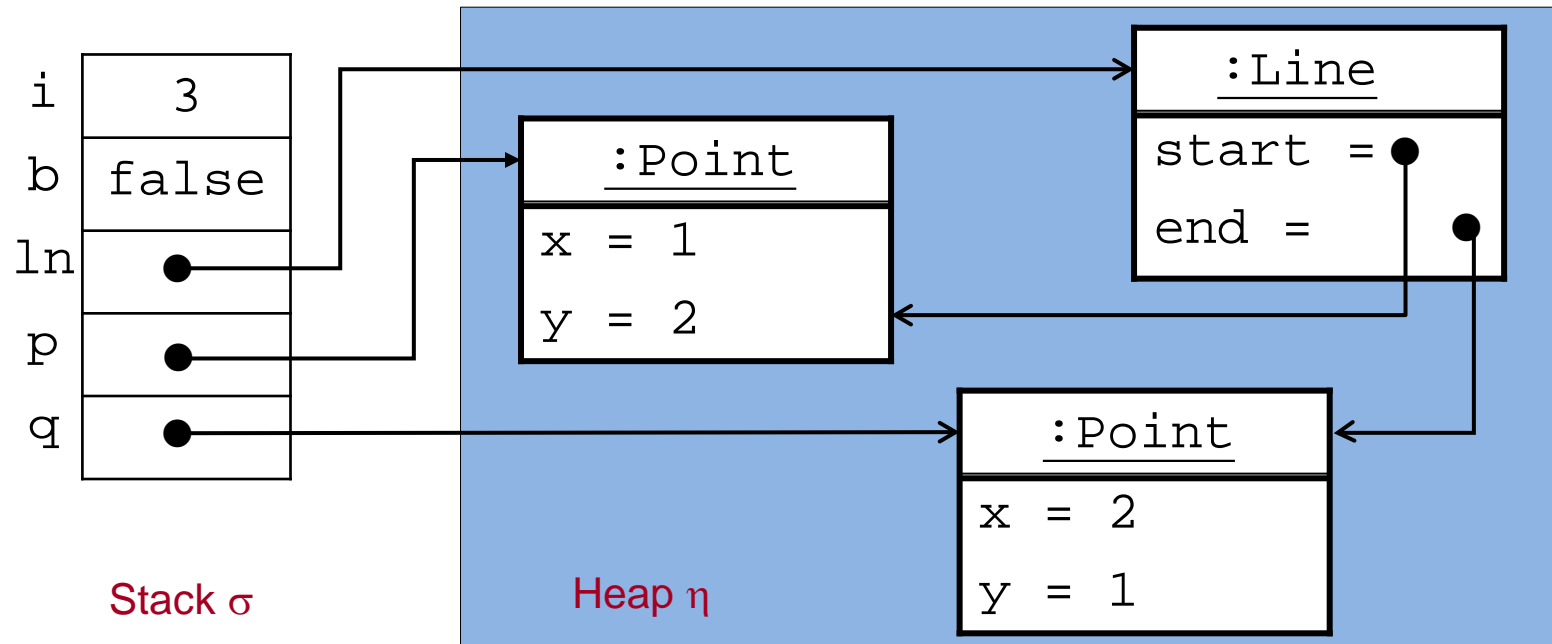 i 3
b false
ln
p
q
Stack σ
:Line
start =
end =
:Point
x = 1
y = 2
:Point
x = 2
y = 1
Heap η